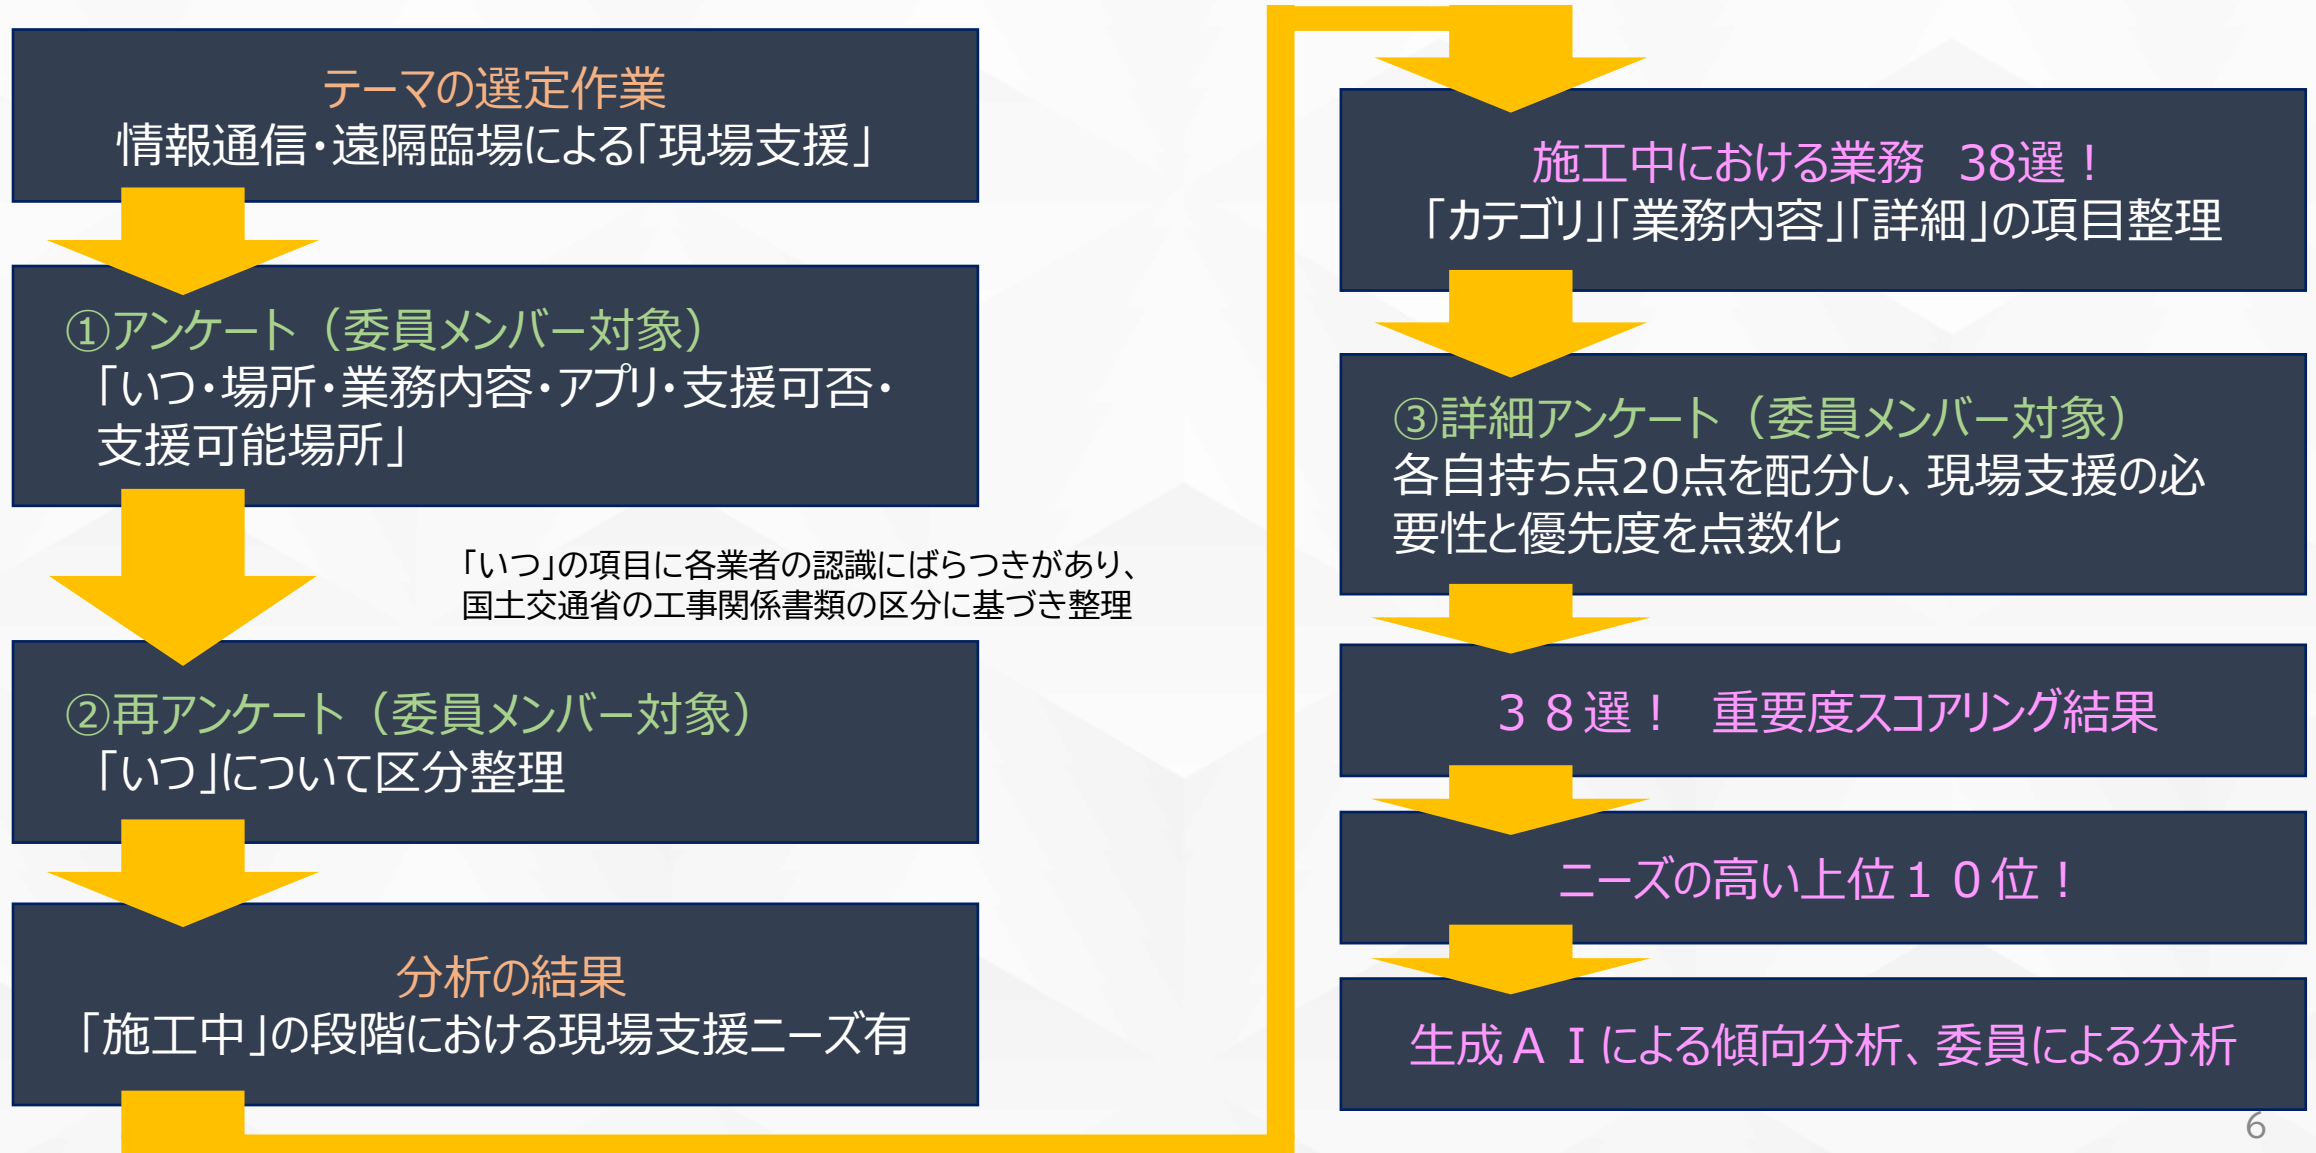 テーマの選定作業
情報通信・遠隔臨場による「現場支援」
①アンケート（委員メンバー対象）
「いつ・場所・業務内容・アプリ・支援可否・
支援可能場所」
「いつ」の項目に各業者の認識にばらつきがあり、
国土交通省の工事関係書類の区分に基づき整理
②再アンケート（委員メンバー対象）
「いつ」について区分整理
分析の結果
「施工中」の段階における現場支援ニーズ有
施工中における業務　38選！
「カテゴリ」「業務内容」「詳細」の項目整理
③詳細アンケート（委員メンバー対象）
各自持ち点20点を配分し、現場支援の必
要性と優先度を点数化
３８選！　重要度スコアリング結果
ニーズの高い上位１０位！
生成ＡＩによる傾向分析、委員による分析
6